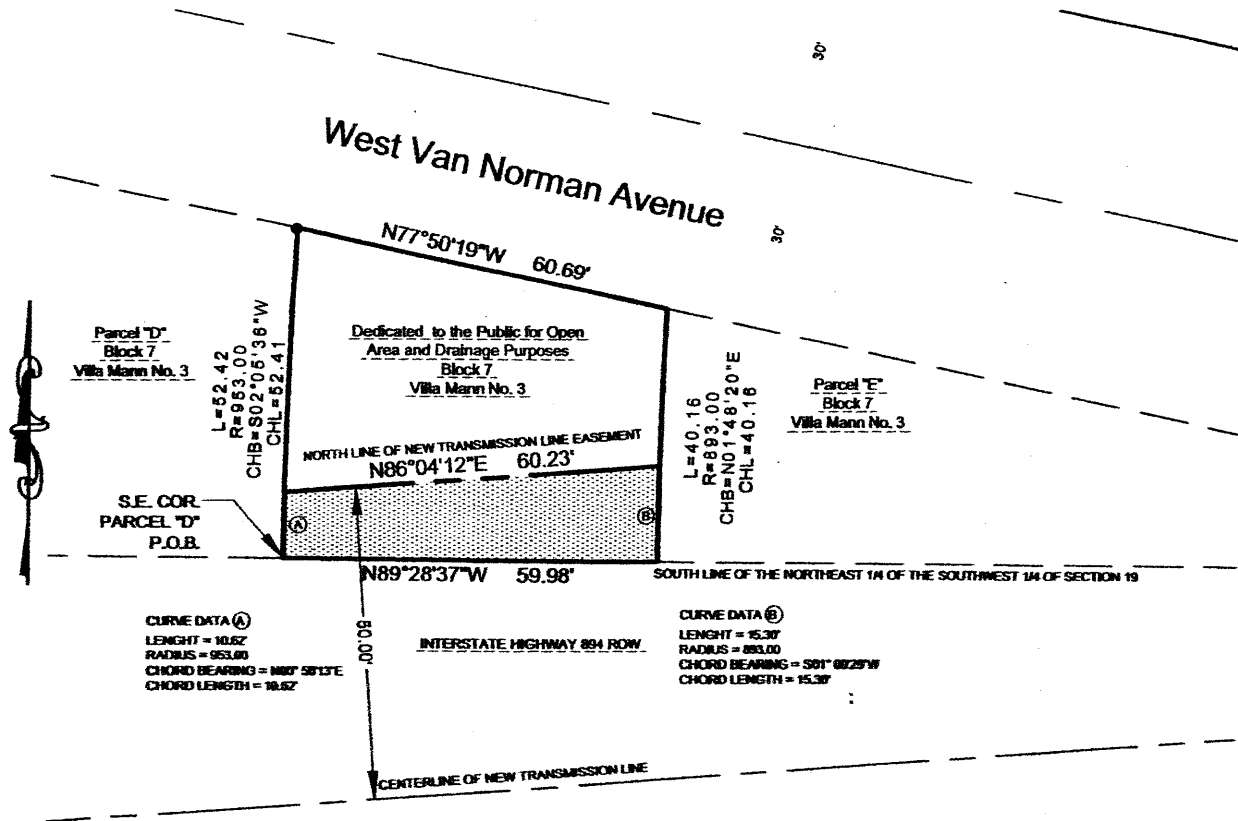 30'
West Van Norman Avenue
30'
N77°50'19"W 60.69'
Parcel "D"
Block 7
Villa Mann No. 3
L=52.42
R=953.00
CHB=S02°05'36"W
CHL=52.41
Dedicated to the Public for Open
Area and Drainage Purposes
Block 7
Villa Mann No. 3
L=40.16
R=893.00
CHB=N01°48'20"E
CHL=40.16
Parcel "E"
Block 7
Villa Mann No. 3
NORTH LINE OF NEW TRANSMISSION LINE EASEMENT
N86°04'12"E 60.23'
S.E. COR.
PARCEL "D"
P.O.B.
A
B
N89°28'37"W 59.98'
SOUTH LINE OF THE NORTHEAST 1/4 OF THE SOUTHWEST 1/4 OF SECTION 19
CURVE DATA A
LENGHT = 10.62'
RADIUS = 953.00
CHORD BEARING =
CHORD LENGTH = 10.62'
INTERSTATE HIGHWAY 894 ROW
CURVE DATA B
LENGHT = 15.30'
RADIUS = 893.00
CHORD BEARING =
CHORD LENGTH = 15.30'
CENTERLINE OF NEW TRANSMISSION LINE